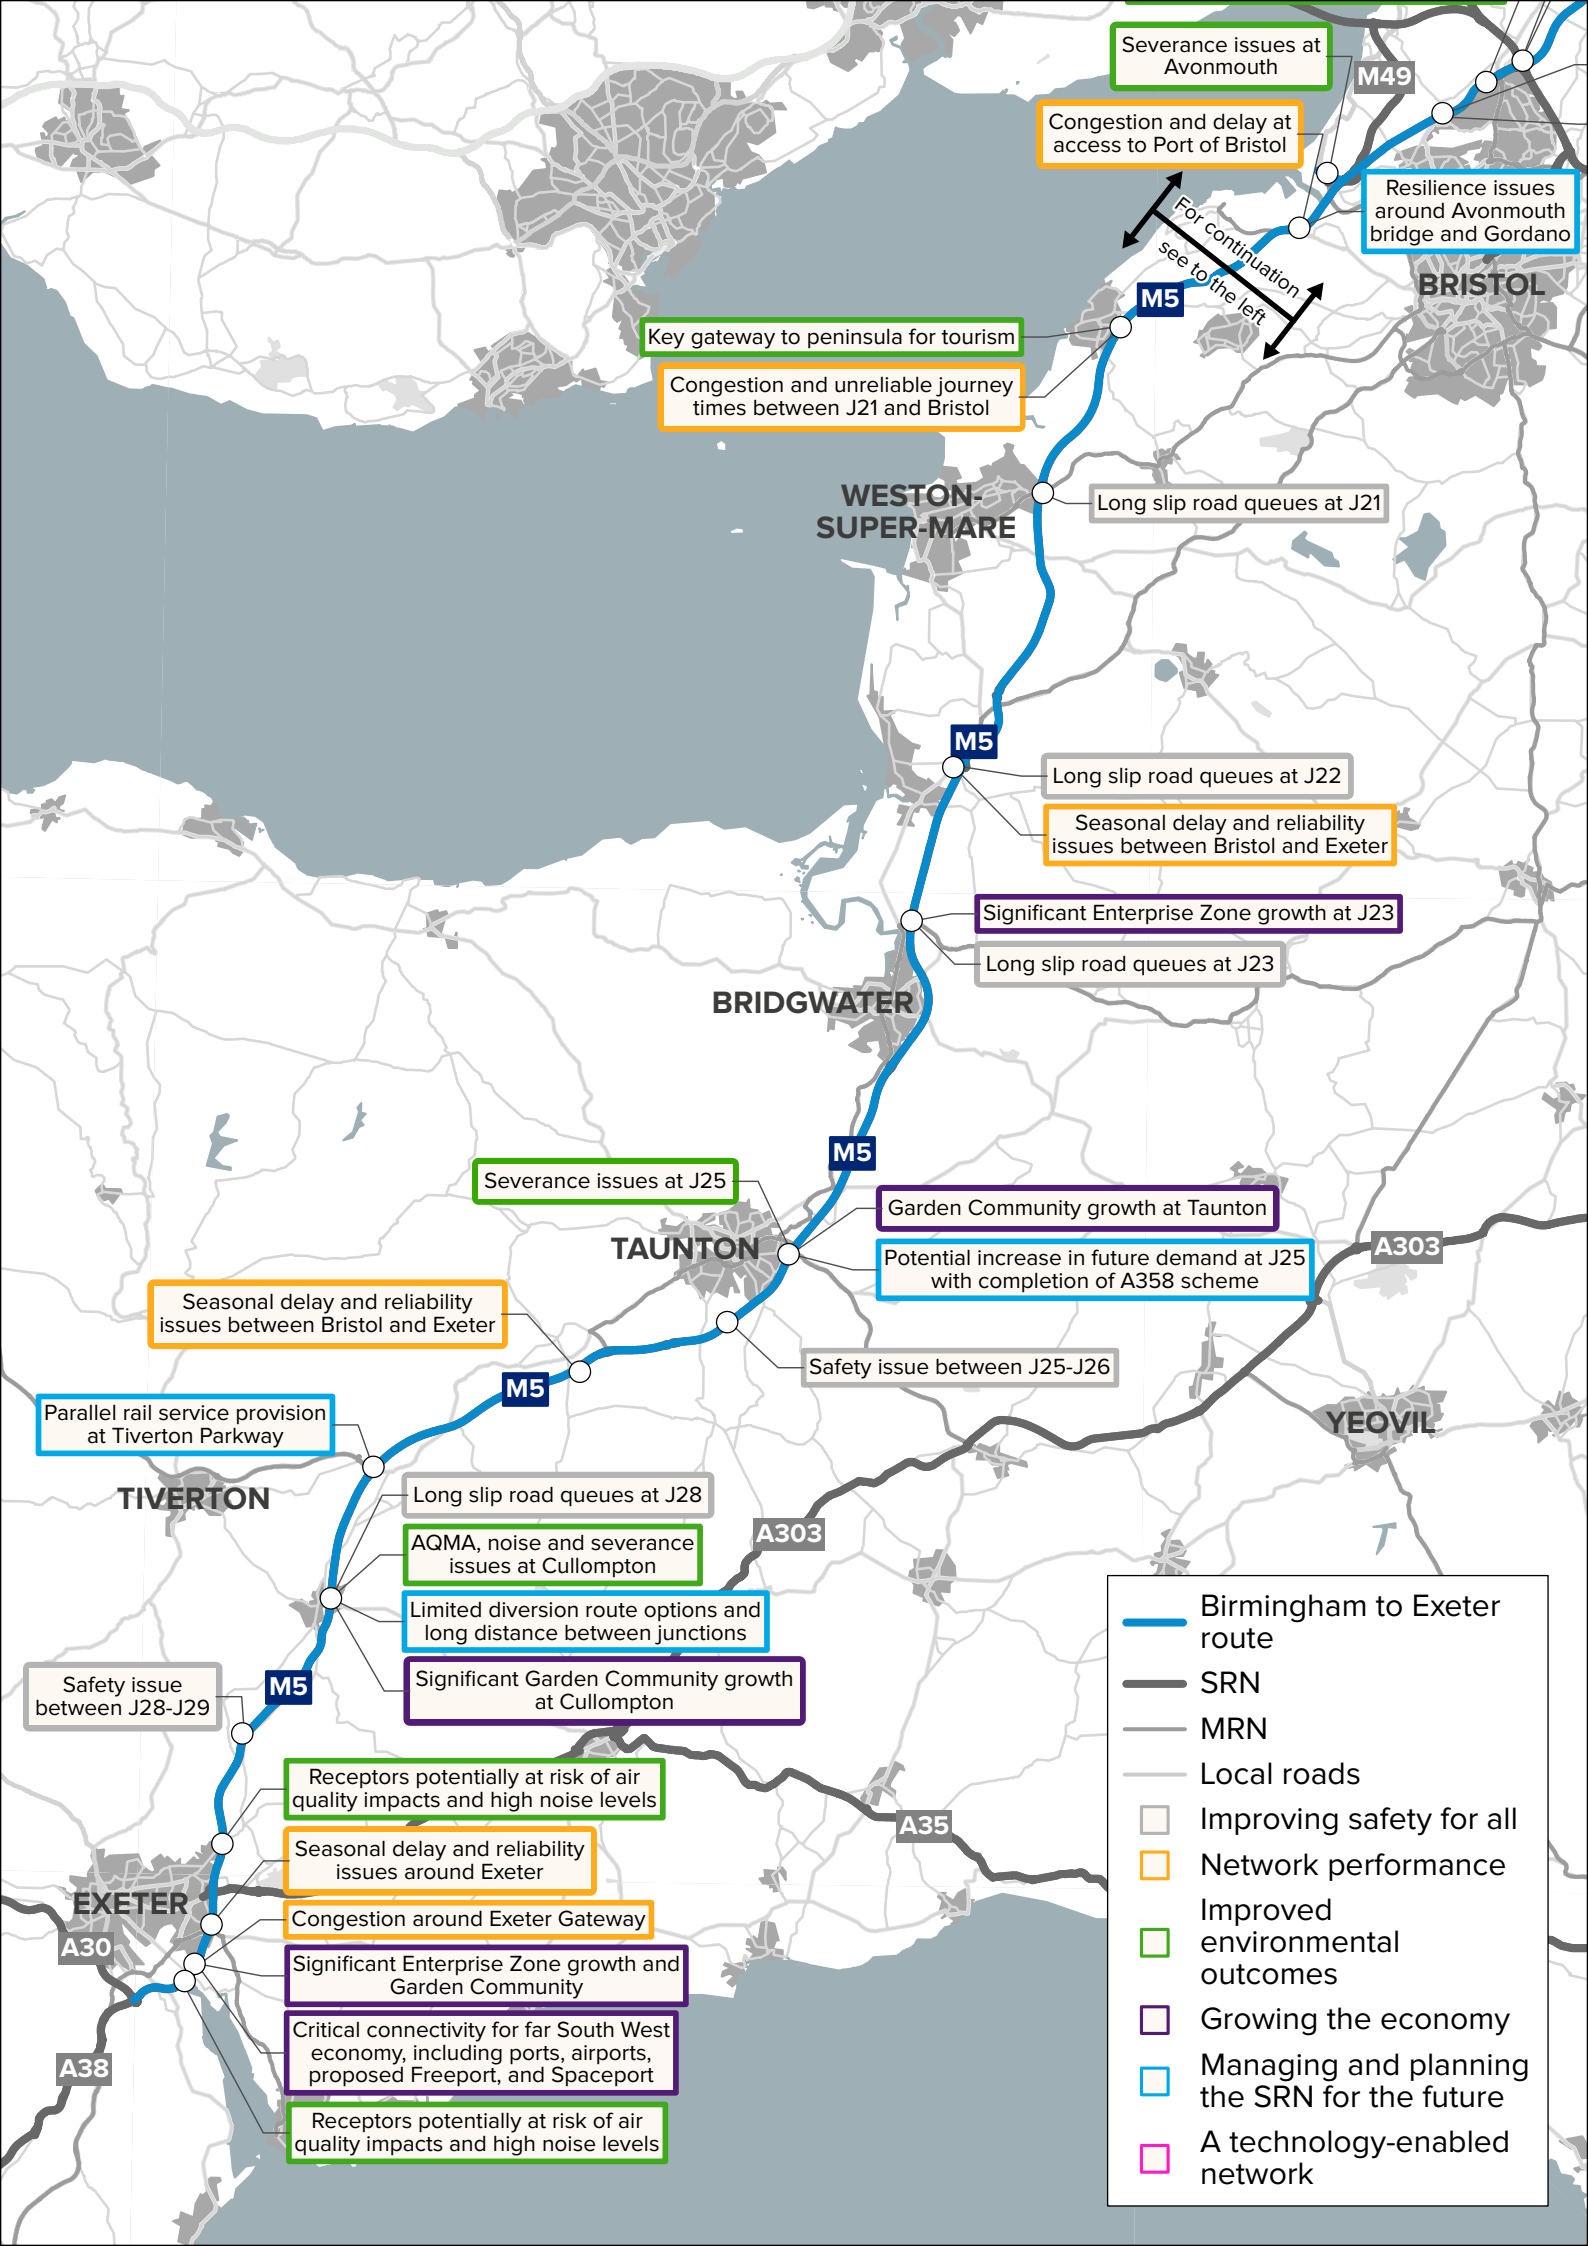 Severance issues at
Avonmouth
M49
Congestion and delay at
access to Port of Bristol
Resilience issues
around Avonmouth
bridge and Gordano
For continuation
see to the left
BRISTOL
M5
Key gateway to peninsula for tourism
Congestion and unreliable journey
times between J21 and Bristol
WESTON-
SUPER-MARE
Long slip road queues at J21
M5
Long slip road queues at J22
Seasonal delay and reliability
issues between Bristol and Exeter
Significant Enterprise Zone growth at J23
Long slip road queues at J23
BRIDGWATER
M5
Severance issues at J25
Garden Community growth at Taunton
TAUNTON
A303
Potential increase in future demand at J25
with completion of A358 scheme
Seasonal delay and reliability
issues between Bristol and Exeter
Safety issue between J25-J26
M5
Parallel rail service provision
at Tiverton Parkway
YEOVIL
TIVERTON
Long slip road queues at J28
A303
AQMA, noise and severance
issues at Cullompton
Limited diversion route options and
long distance between junctions
Significant Garden Community growth
at Cullompton
Safety issue
between J28-J29
M5
Receptors potentially at risk of air
quality impacts and high noise levels
A35
Seasonal delay and reliability
issues around Exeter
EXETER
Congestion around Exeter Gateway
A30
Significant Enterprise Zone growth and
Garden Community
Critical connectivity for far South West
economy, including ports, airports,
proposed Freeport, and Spaceport
A38
Receptors potentially at risk of air
quality impacts and high noise levels
Birmingham to Exeter
route
SRN
MRN
Local roads
Improving safety for all
Network performance
Improved
environmental
outcomes
Growing the economy
Managing and planning
the SRN for the future
A technology-enabled
network